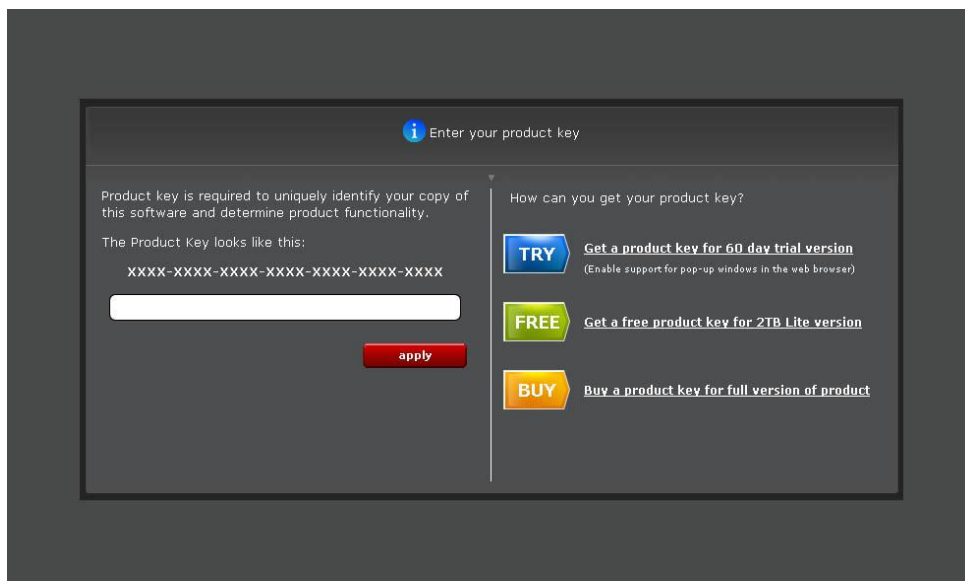 Enter your product key
Product key is required to uniquely identify your copy of
this software and determine product functionality.
The Product Key looks like this:
XXXX-XXXX-XXXX-XXXX-XXXX-XXXX-XXXX
apply
How can you get your product key?
TRY
Get a product key for 60 day trial version
(Enable support for pop-up windows in the web browser)
FREE
Get a free product key for 2TB Lite version
BUY
Buy a product key for full version of product